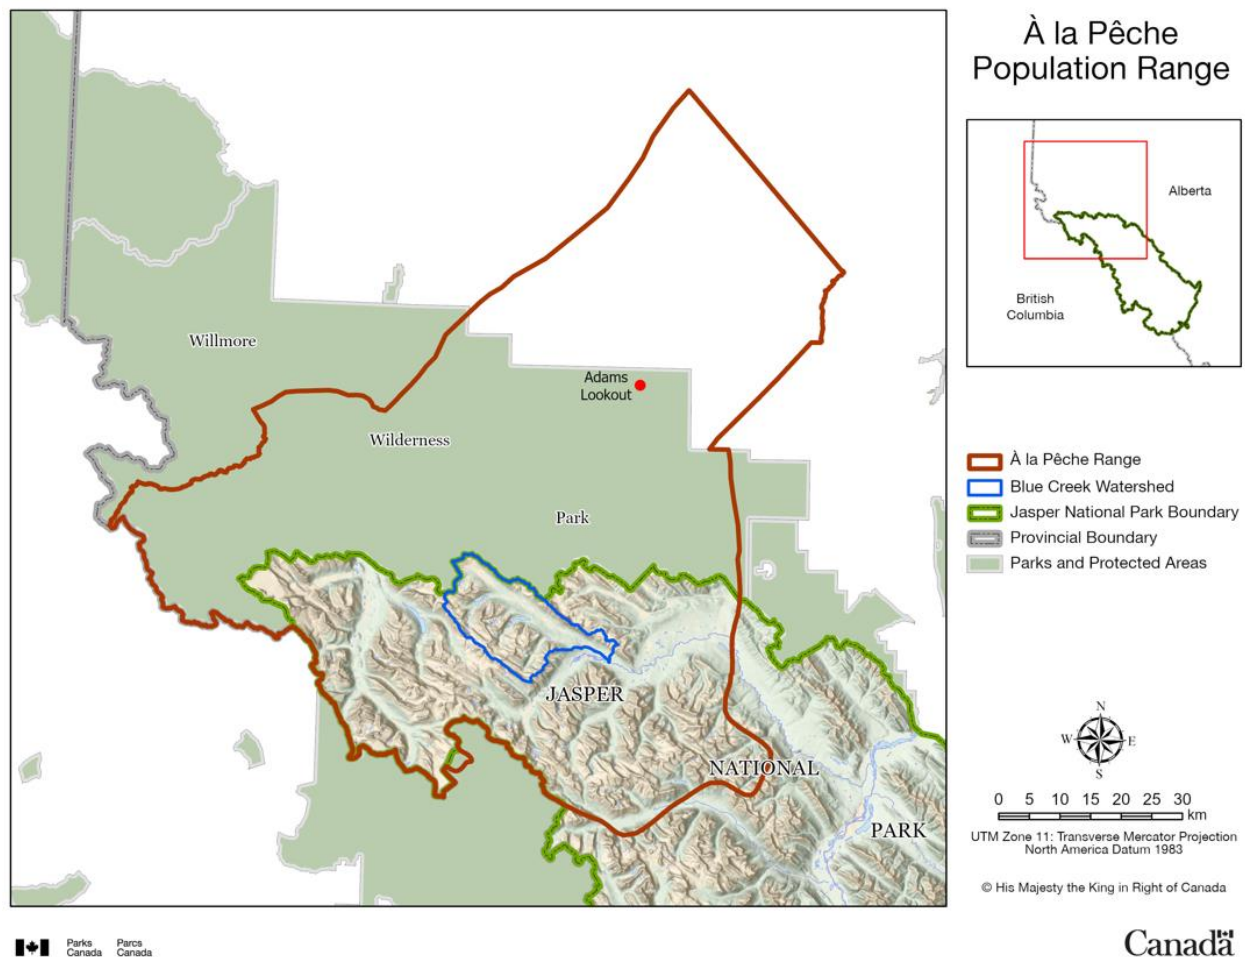 À la Pêche
Population Range
Alberta
British
Columbia
Willmore
Adams
Lookout
Wilderness
Park
JASPER
NATIONAL
PARK
À la Pêche Range
Blue Creek Watershed
Jasper National Park Boundary
Provincial Boundary
Parks and Protected Areas
N
W E
S
0 5 10 15 20 25 30
km
UTM Zone 11: Transverse Mercator Projection
North America Datum 1983
© His Majesty the King in Right of Canada
Parks Parcs
Canada Canada
Canada